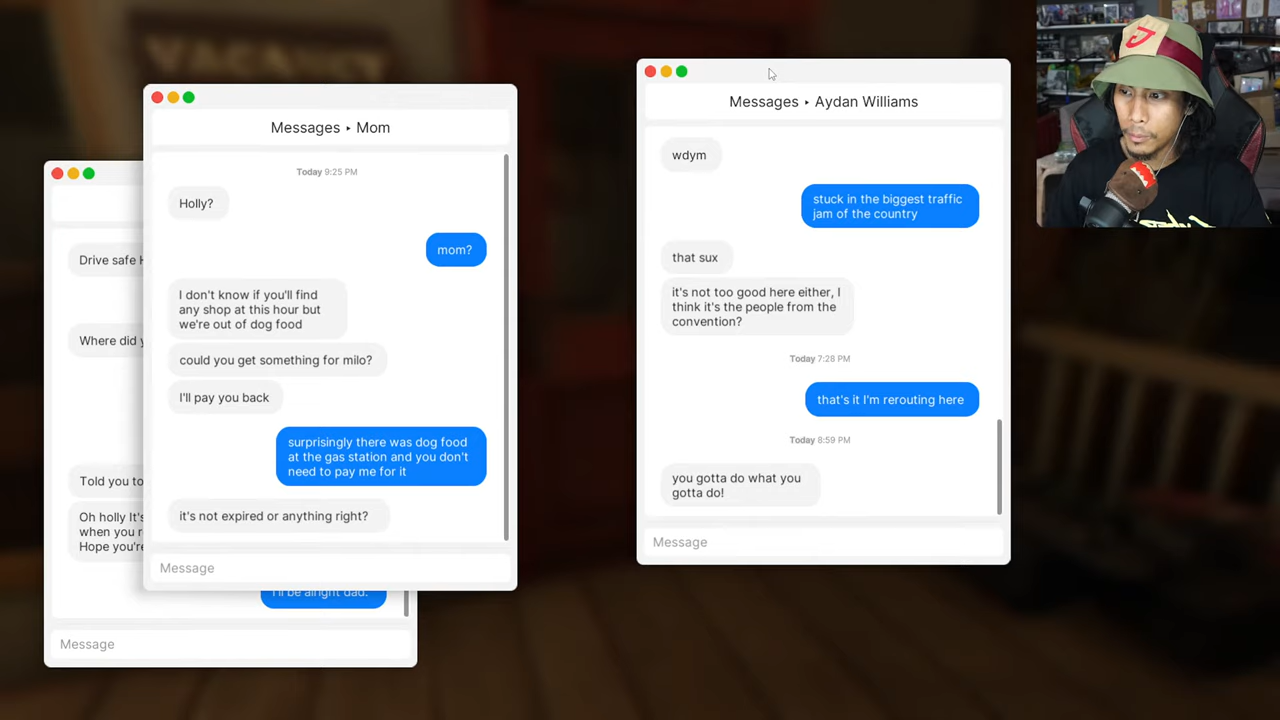 VACANCY
Drive safe
Where did
Told you to
Oh holly It's
when you
Hope you're
I'll be alright dad.
Message
Messages ▸ Mom
Today 9:25 PM
Holly?
mom?
I don't know if you'll find
any shop at this hour but
we're out of dog food
could you get something for milo?
I'll pay you back
surprisingly there was dog food
at the gas station and you don't
need to pay me for it
it's not expired or anything right?
Message
Messages ▸ Aydan Williams
wdym
stuck in the biggest traffic
jam of the country
that sux
it's not too good here either, I
think it's the people from the
convention?
Today 7:28 PM
that's it I'm rerouting here
Today 8:59 PM
you gotta do what you
gotta do!
Message